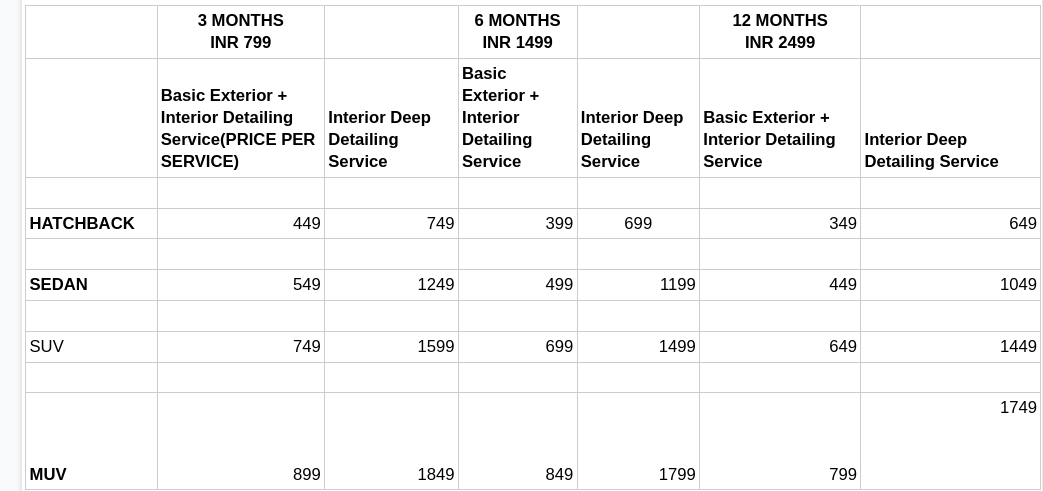 3 MONTHS 6 MONTHS 12 MONTHS
INR 799 INR 1499 INR 2499
Basic Exterior +
Interior Detailing
Service(PRICE PER
SERVICE)
Interior Deep
Detailing
Service
Basic
Exterior +
Interior
Detailing
Service
Interior Deep
Detailing
Service
Basic Exterior +
Interior Detailing
Service
Interior Deep
Detailing Service
HATCHBACK 449 749 399 699 349 649
SEDAN 549 1249 499 1199 449 1049
SUV 749 1599 699 1499 649 1449
1749
MUV 899 1849 849 1799 799